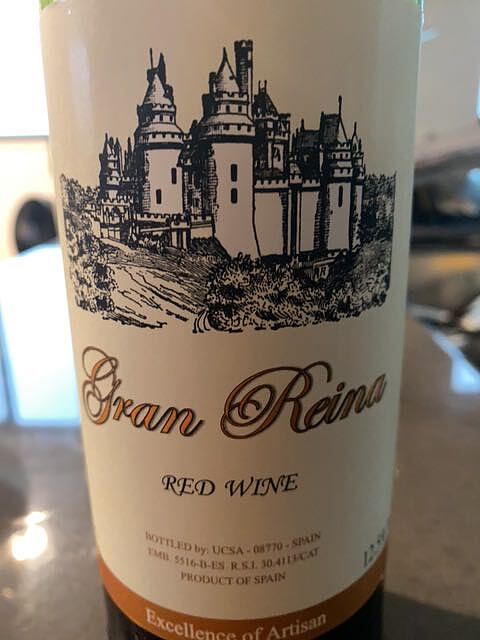 Gran Reina
RED WINE
BOTTLED by: UCSA - 08770 - SPAIN
EMB. 5516-B-ES R.S.I. 30.4113/CAT
PRODUCT OF SPAIN
Excellence of Artisan